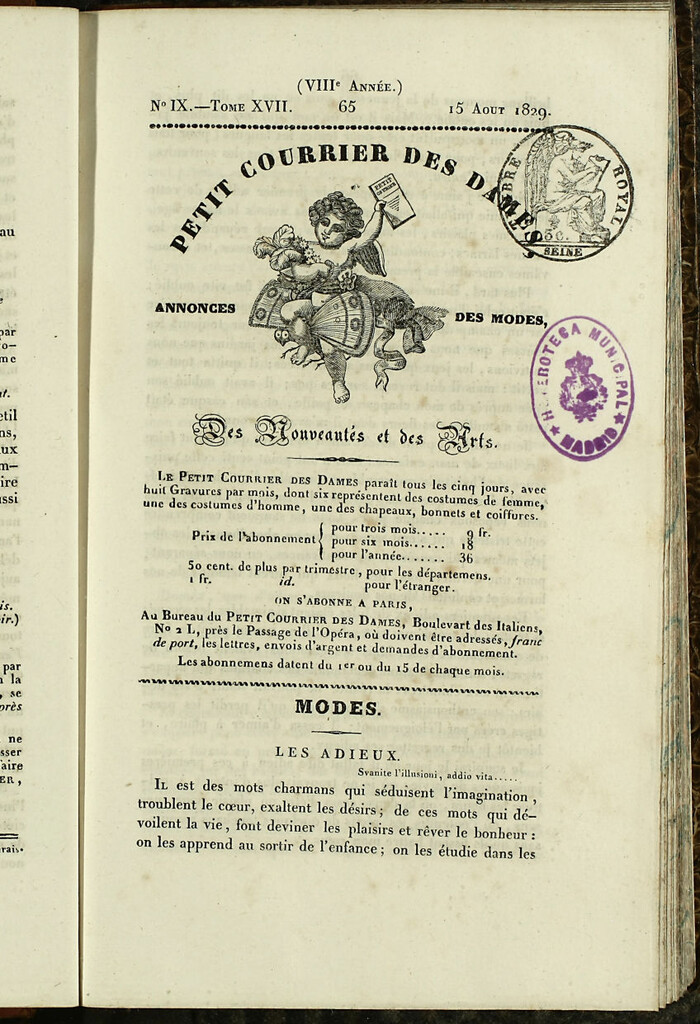 (VIIIe Année.)
No IX.—Tome XVII. 65 15 Aout 1829.
PETIT COURRIER DES DAMES,
TIMBRE ROYAL
SEINE
PETIT
ANNONCES DES MODES,
HEMEROTECA MUNICIPAL
MADRID
Des Nouveautés et des Arts.
Le Petit Courrier des Dames paraît tous les cinq jours, avec
huit Gravures par mois, dont six représentent des costumes de femme,
une des costumes d'homme, une des chapeaux, bonnets et coiffures.
Prix de l'abonnement { pour trois mois..... 9 fr.
pour six mois...... 18
pour l'année....... 36
50 cent. de plus par trimestre, pour les départemens.
1 fr. id. pour l'étranger.
ON S'ABONNE A PARIS,
Au Bureau du Petit Courrier des Dames, Boulevart des Italiens,
No 2 L, près le Passage de l'Opéra, où doivent être adressés, franc
de port, les lettres, envois d'argent et demandes d'abonnement.
Les abonnemens datent du 1er ou du 15 de chaque mois.
MODES.
LES ADIEUX.
Svanite l'illusioni, addio vita.....
Il est des mots charmans qui séduisent l'imagination,
troublent le cœur, exaltent les désirs; de ces mots qui dé-
voilent la vie, font deviner les plaisirs et rêver le bonheur:
on les apprend au sortir de l'enfance; on les étudie dans les